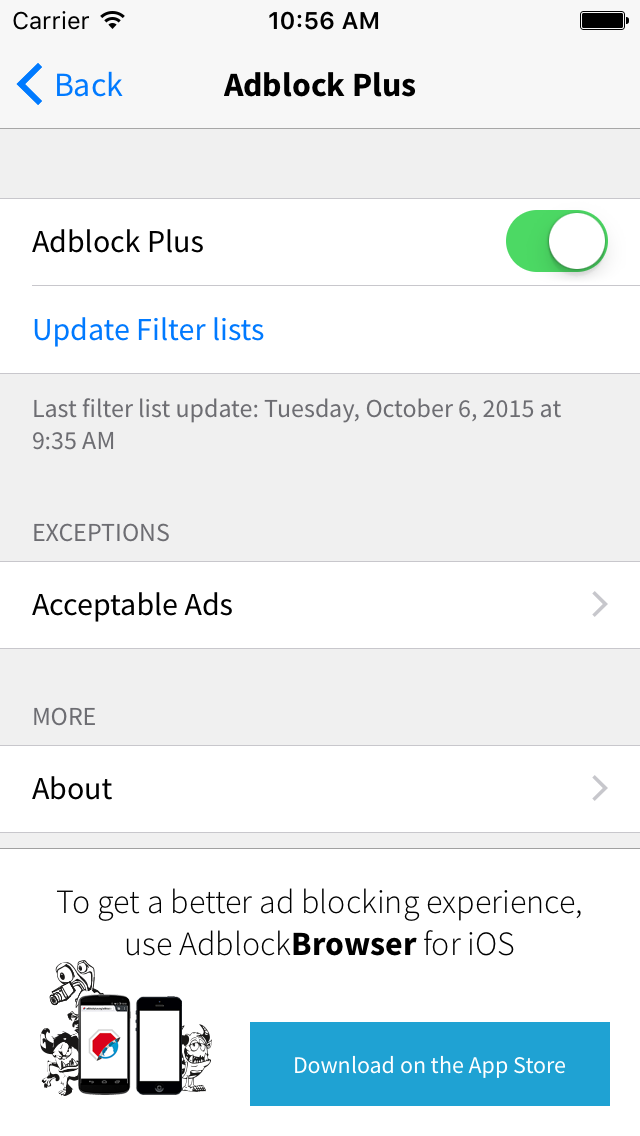 Carrier 10:56 AM
Back Adblock Plus
Adblock Plus
Update Filter lists
Last filter list update: Tuesday, October 6, 2015 at
9:35 AM
EXCEPTIONS
Acceptable Ads
MORE
About
To get a better ad blocking experience,
use AdblockBrowser for iOS
Download on the App Store